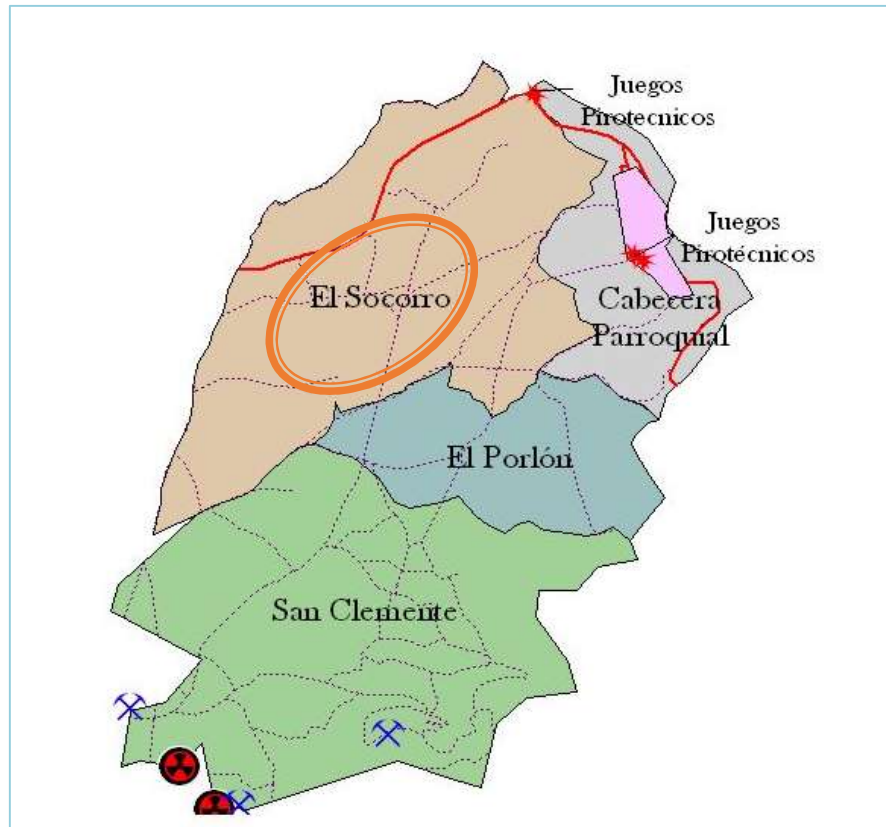 Juegos
Pirotecnicos
Juegos
Pirotécnicos
El Socorro
Cabecera
Parroquial
El Porlón
San Clemente